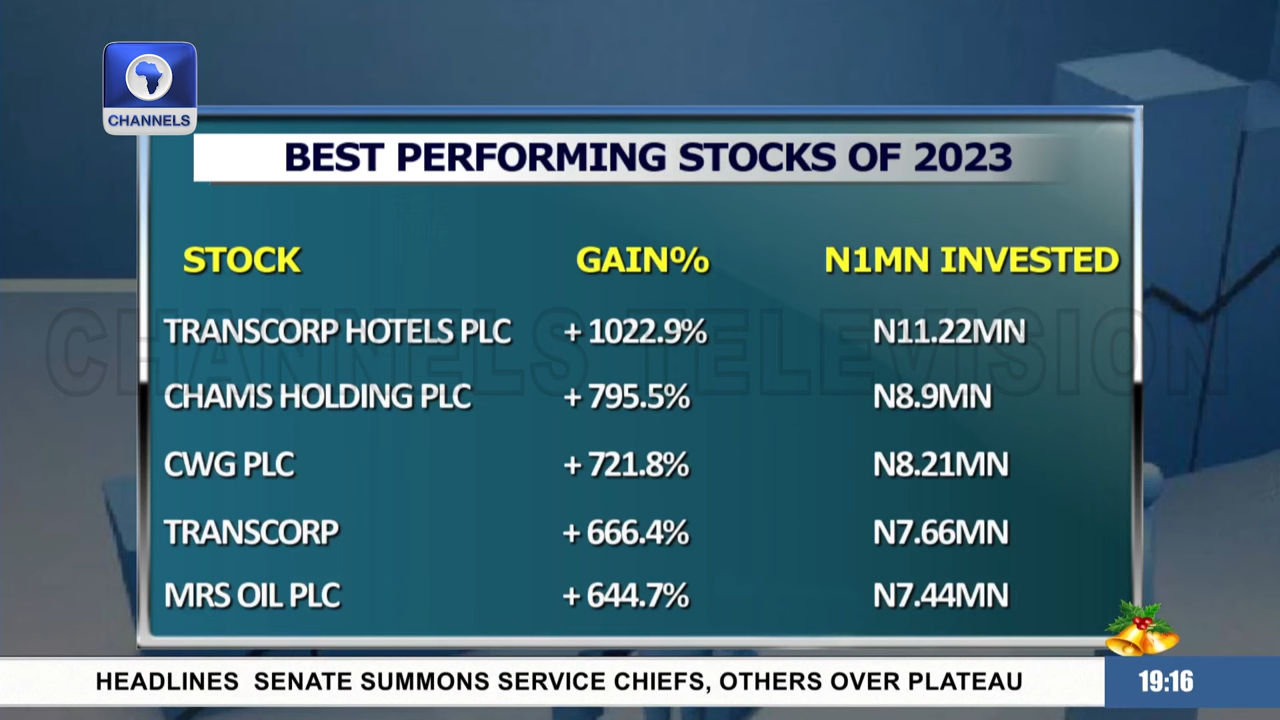 CHANNELS
BEST PERFORMING STOCKS OF 2023
STOCK GAIN% N1MN INVESTED
CHANNELS TELEVISION
TRANSCORP HOTELS PLC + 1022.9% N11.22MN
CHAMS HOLDING PLC + 795.5% N8.9MN
CWG PLC + 721.8% N8.21MN
TRANSCORP + 666.4% N7.66MN
MRS OIL PLC + 644.7% N7.44MN
HEADLINES SENATE SUMMONS SERVICE CHIEFS, OTHERS OVER PLATEAU 19:16